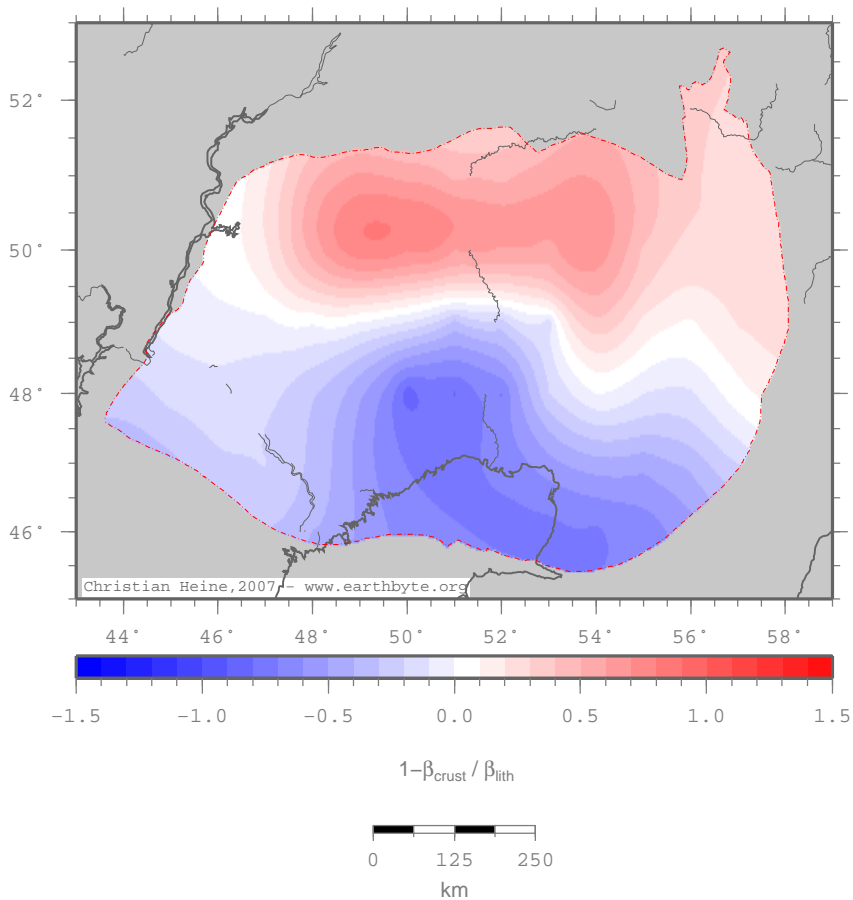 52°
50°
48°
46°
Christian Heine,2007 - www.earthbyte.org
44° 46° 48° 50° 52° 54° 56° 58°
−1.5 −1.0 −0.5 0.0 0.5 1.0 1.5
1−βcrust / βlith
0 125 250
km